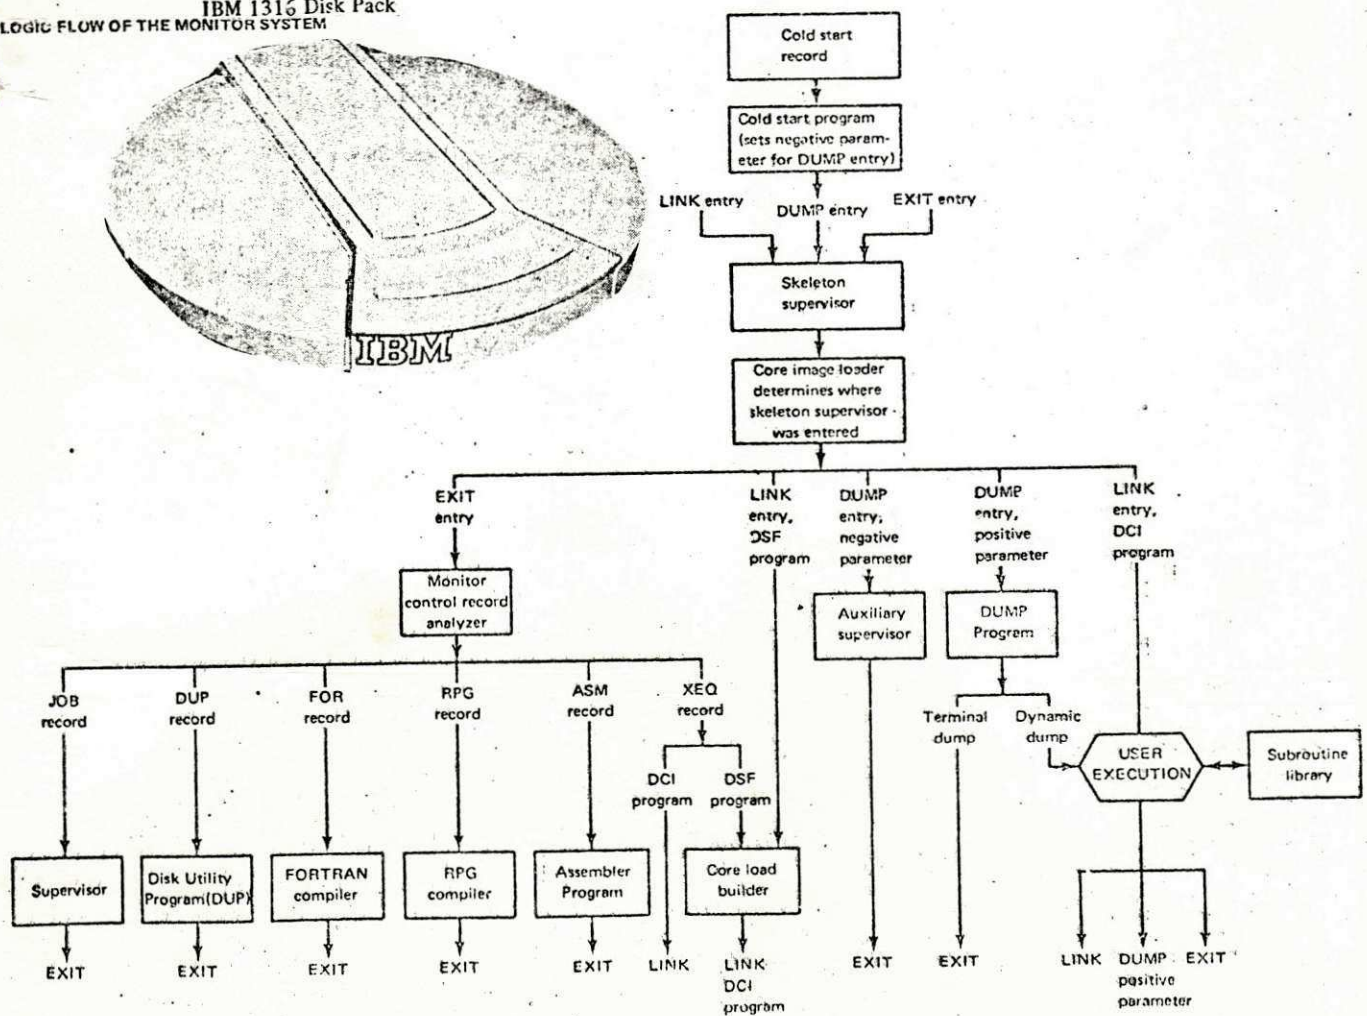 IBM 1316 Disk Pack
LOGIC FLOW OF THE MONITOR SYSTEM
IBM
Cold start
record
Cold start program
(sets negative param-
eter for DUMP entry)
LINK entry
DUMP entry
EXIT entry
Skeleton
supervisor
Core image loader
determines where
skeleton supervisor
was entered
EXIT
entry
LINK
entry,
DSF
program
DUMP
entry,
negative
parameter
DUMP
entry,
positive
parameter
LINK
entry,
DCI
program
Monitor
control record
analyzer
Auxiliary
supervisor
DUMP
Program
JOB
record
DUP
record
FOR
record
RPG
record
ASM
record
XEQ
record
Terminal
dump
Dynamic
dump
USER
EXECUTION
Subroutine
library
DCI
program
DSF
program
Supervisor
Disk Utility
Program(DUP)
FORTRAN
compiler
RPG
compiler
Assembler
Program
Core load
builder
EXIT
EXIT
EXIT
EXIT
EXIT
LINK
LINK
DCI
program
EXIT
EXIT
LINK
DUMP
positive
parameter
EXIT